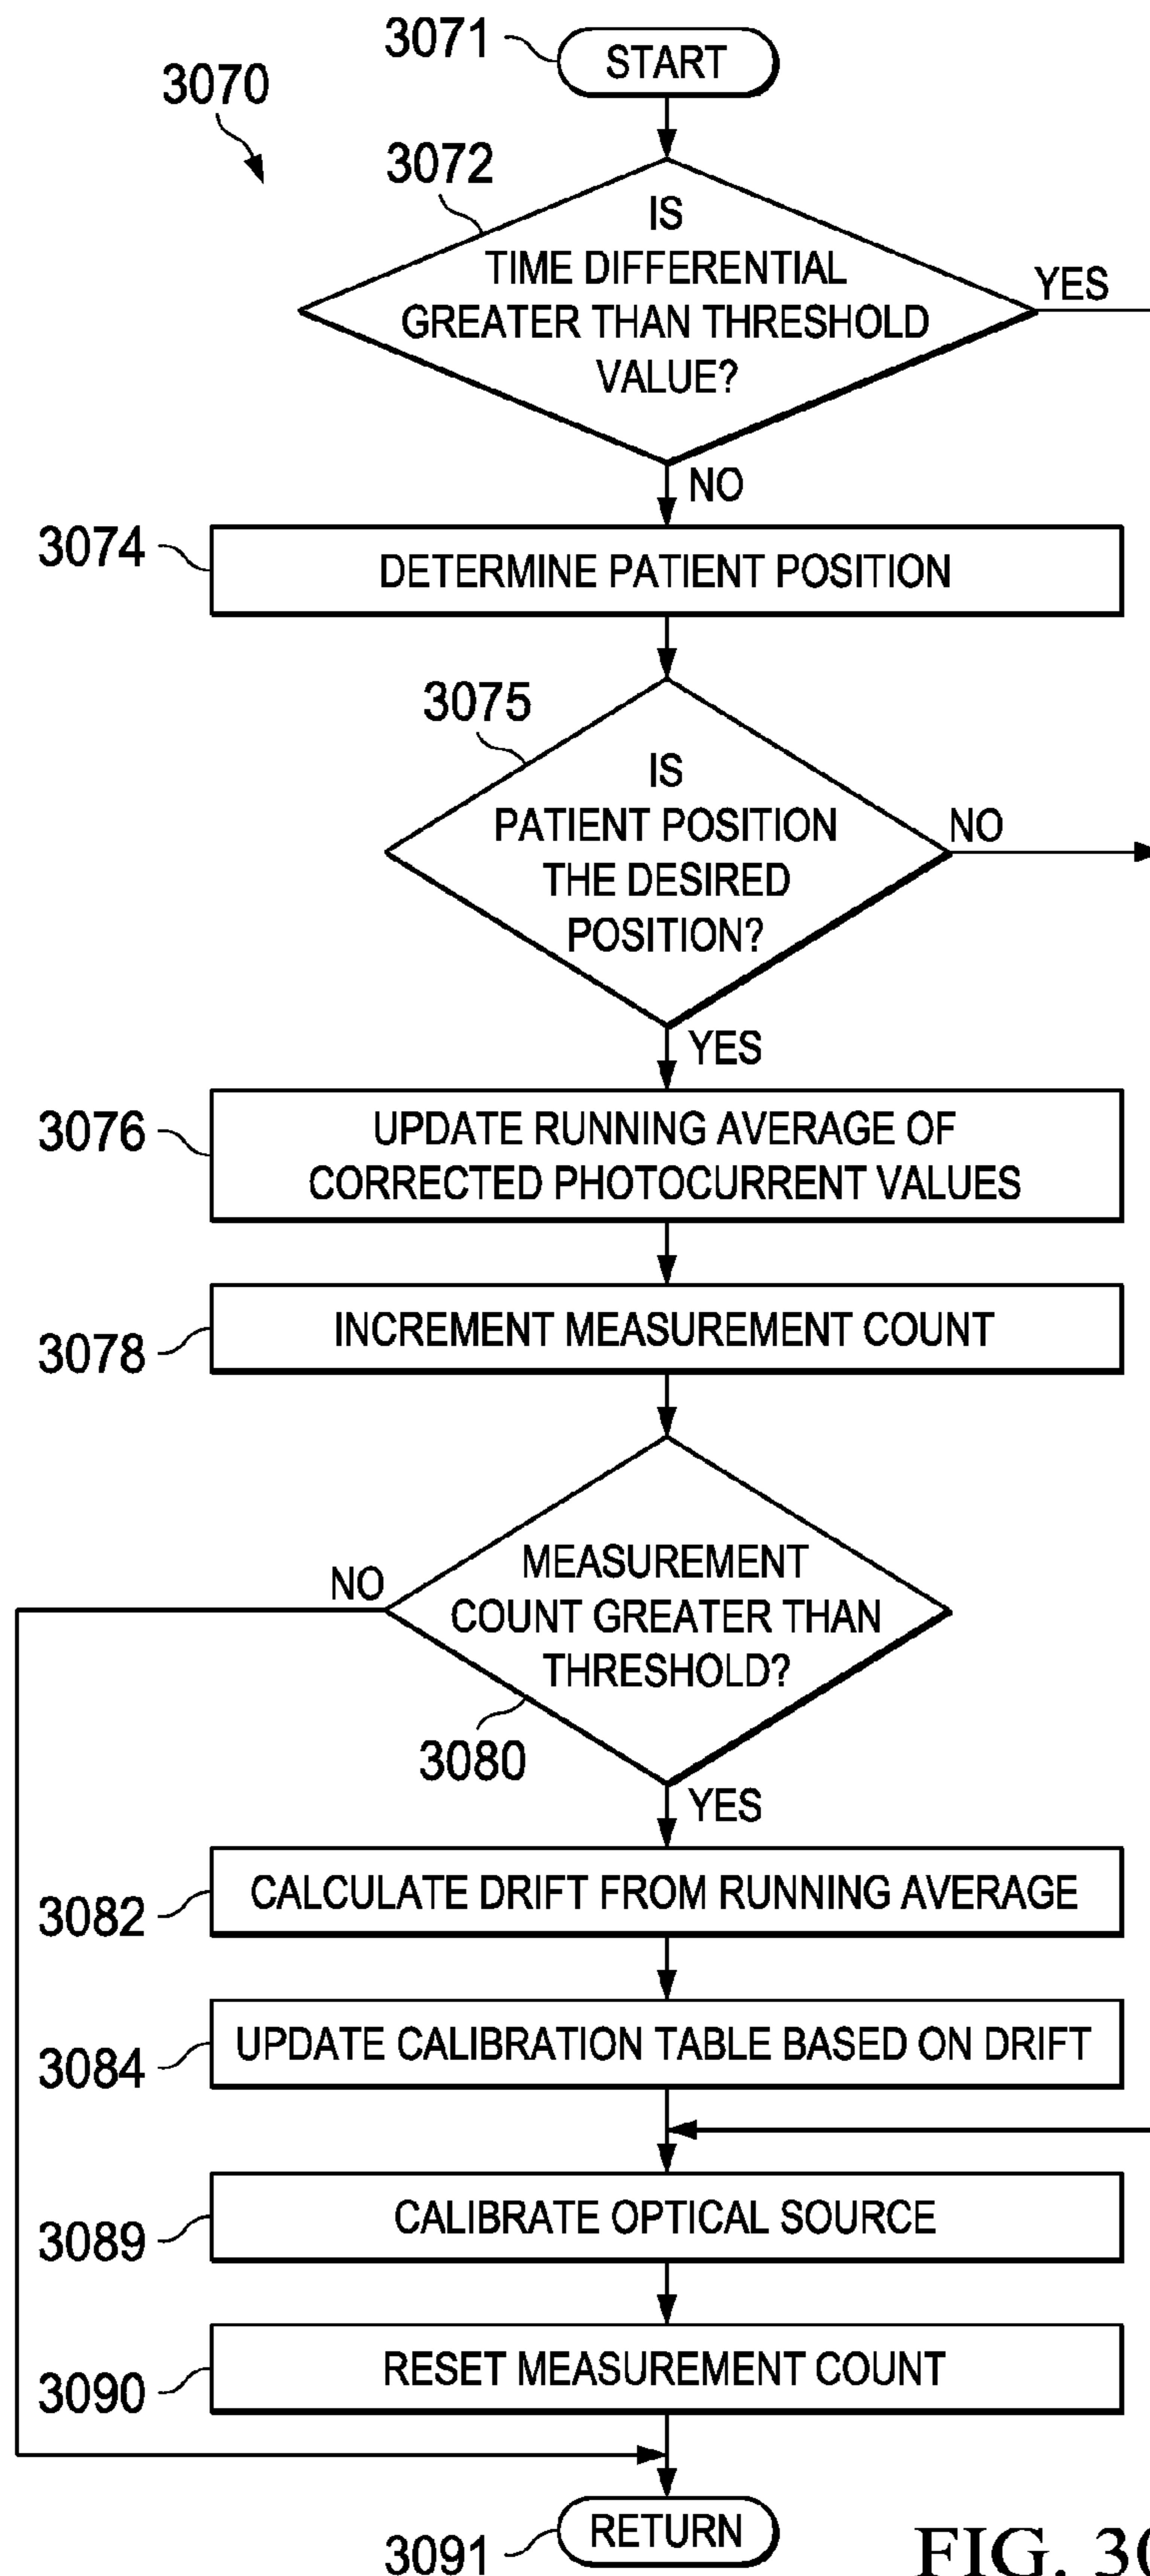 3071
START
3070
3072
IS
TIME DIFFERENTIAL
GREATER THAN THRESHOLD
VALUE?
YES
NO
3074
DETERMINE PATIENT POSITION
3075
IS
PATIENT POSITION
THE DESIRED
POSITION?
NO
YES
3076
UPDATE RUNNING AVERAGE OF
CORRECTED PHOTOCURRENT VALUES
3078
INCREMENT MEASUREMENT COUNT
MEASUREMENT
COUNT GREATER THAN
THRESHOLD?
NO
3080
YES
3082
CALCULATE DRIFT FROM RUNNING AVERAGE
3084
UPDATE CALIBRATION TABLE BASED ON DRIFT
3089
CALIBRATE OPTICAL SOURCE
3090
RESET MEASUREMENT COUNT
3091
RETURN
FIG. 30